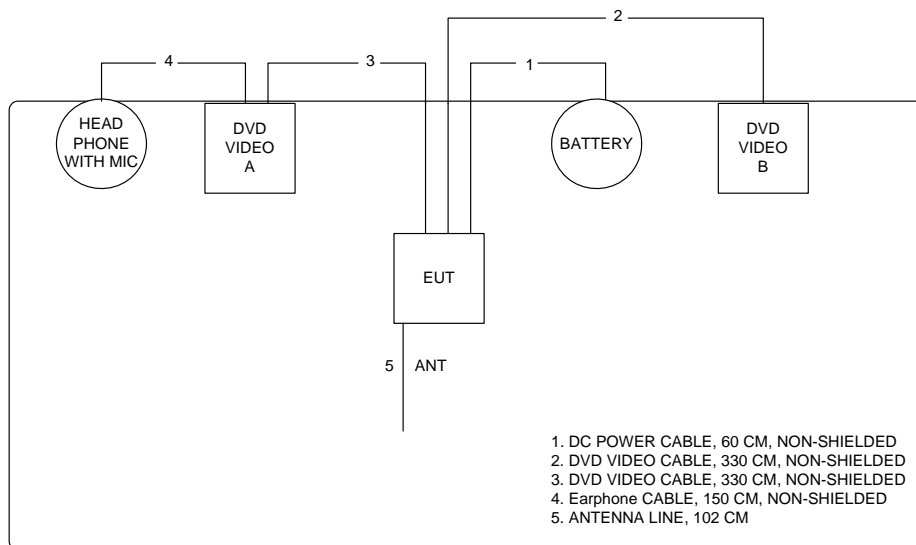 2
4
3
1
HEAD
PHONE
WITH MIC
DVD
VIDEO
A
BATTERY
DVD
VIDEO
B
EUT
5 ANT
1. DC POWER CABLE, 60 CM, NON-SHIELDED
2. DVD VIDEO CABLE, 330 CM, NON-SHIELDED
3. DVD VIDEO CABLE, 330 CM, NON-SHIELDED
4. Earphone CABLE, 150 CM, NON-SHIELDED
5. ANTENNA LINE, 102 CM